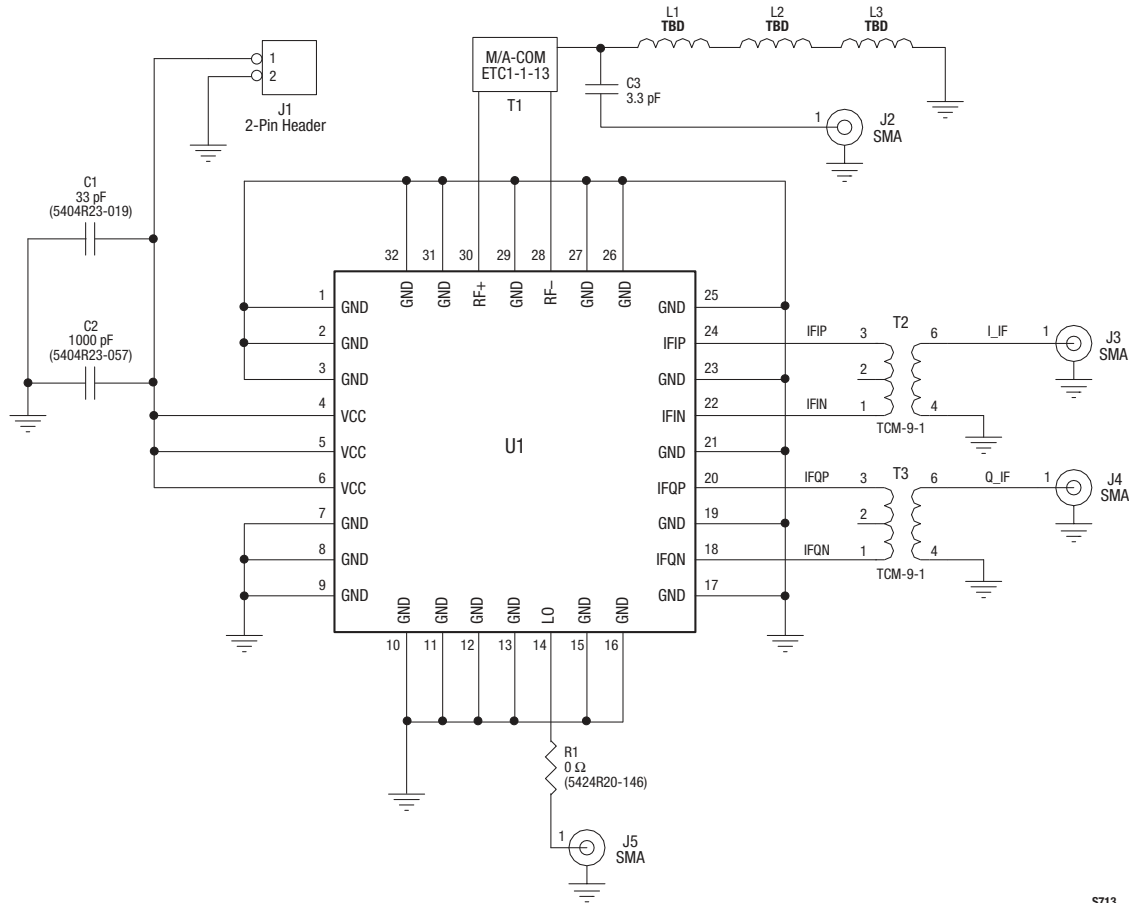 L1
TBD
L2
TBD
L3
TBD
M/A-COM
ETC1-1-13
T1
C3
3.3 pF
1
2
J1
2-Pin Header
1
J2
SMA
C1
33 pF
(5404R23-019)
C2
1000 pF
(5404R23-057)
32
31
30
29
28
27
26
GND
GND
RF+
GND
RF–
GND
GND
1
GND
2
GND
3
GND
4
VCC
5
VCC
6
VCC
7
GND
8
GND
9
GND
U1
25
GND
24
IFIP
23
GND
22
IFIN
21
GND
20
IFQP
19
GND
18
IFQN
17
GND
IFIP
IFIN
3
2
1
T2
6
4
TCM-9-1
I_IF
1
J3
SMA
IFQP
IFQN
3
2
1
T3
6
4
TCM-9-1
Q_IF
1
J4
SMA
GND
GND
GND
GND
LO
GND
GND
10
11
12
13
14
15
16
R1
0 Ω
(5424R20-146)
1
J5
SMA
S713